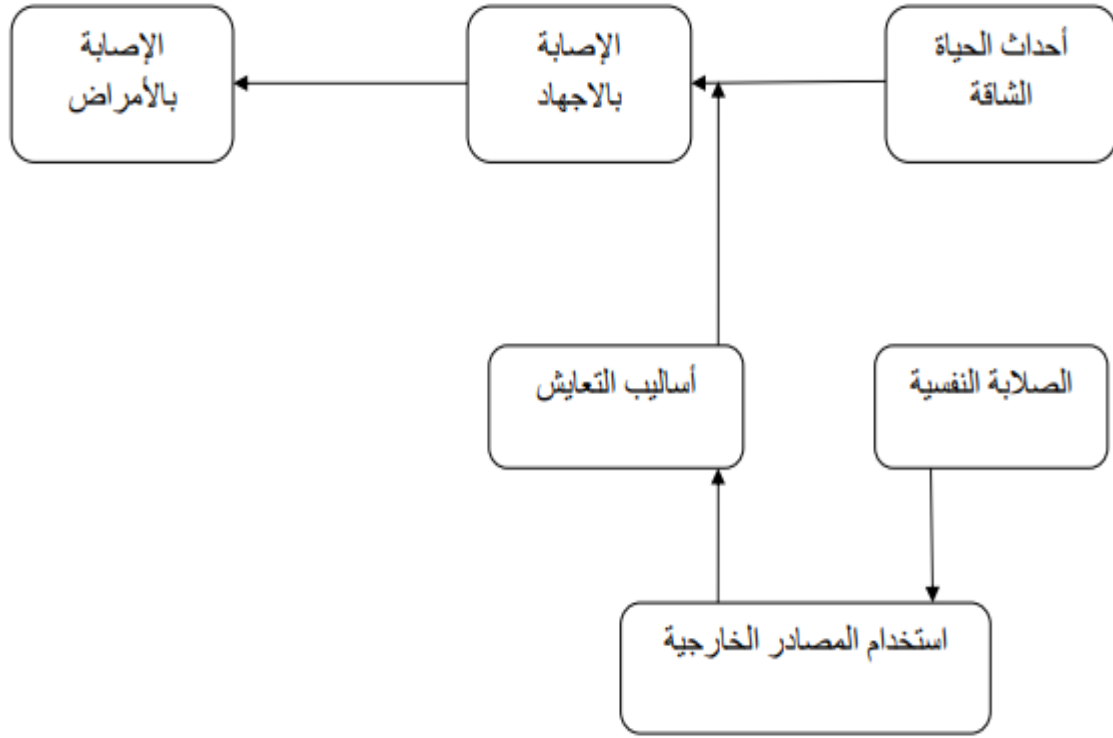 أحداث الحياة
الشاقة
الإصابة
بالاجهاد
الإصابة
بالأمراض
الصلابة النفسية
أساليب التعايش
استخدام المصادر الخارجية